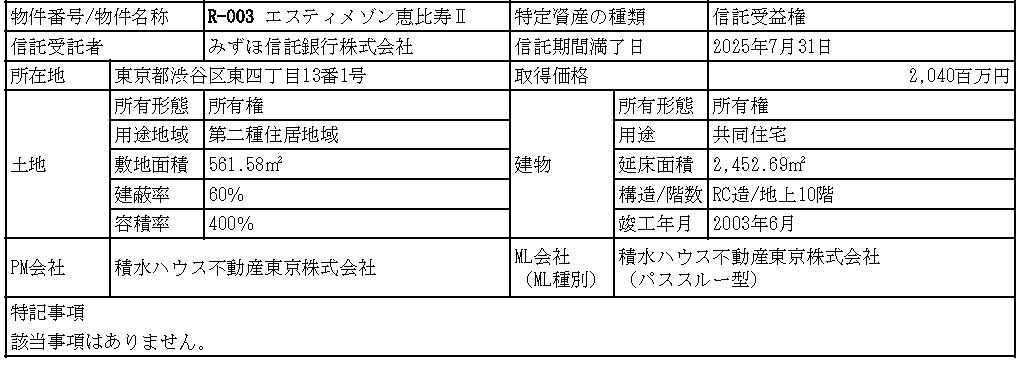 物件番号/物件名称 R-003 エスティメゾン恵比寿Ⅱ 特定資産の種類 信託受益権
信託受託者 みずほ信託銀行株式会社 信託期間満了日 2025年7月31日
所在地 東京都渋谷区東四丁目13番1号 取得価格 2,040百万円
土地 所有形態 所有権 建物 所有形態 所有権
用途地域 第二種住居地域 用途 共同住宅
敷地面積 561.58㎡ 延床面積 2,452.69㎡
建蔽率 60% 構造/階数 RC造/地上10階
容積率 400% 竣工年月 2003年6月
PM会社 積水ハウス不動産東京株式会社 ML会社 積水ハウス不動産東京株式会社
(ML種別) (パススルー型)
特記事項
該当事項はありません。